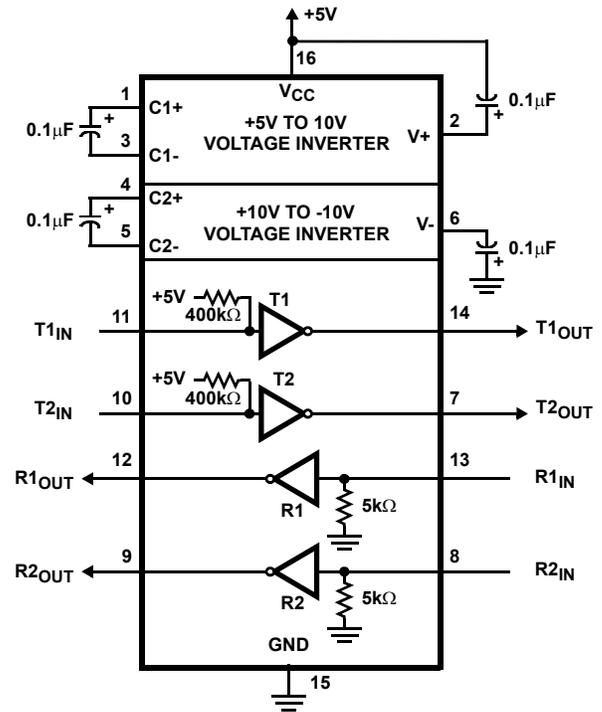 +5V
16
V_CC
1
C1+
+
0.1µF
3
C1-
+5V TO 10V
VOLTAGE INVERTER
2
V+
+
0.1µF
4
C2+
+
0.1µF
5
C2-
+10V TO -10V
VOLTAGE INVERTER
V-
6
+
0.1µF
+5V
400kΩ
T1
T1IN
11
14
T1OUT
+5V
400kΩ
T2
T2IN
10
7
T2OUT
R1OUT
12
13
R1IN
R1
5kΩ
R2OUT
9
8
R2IN
R2
5kΩ
GND
15